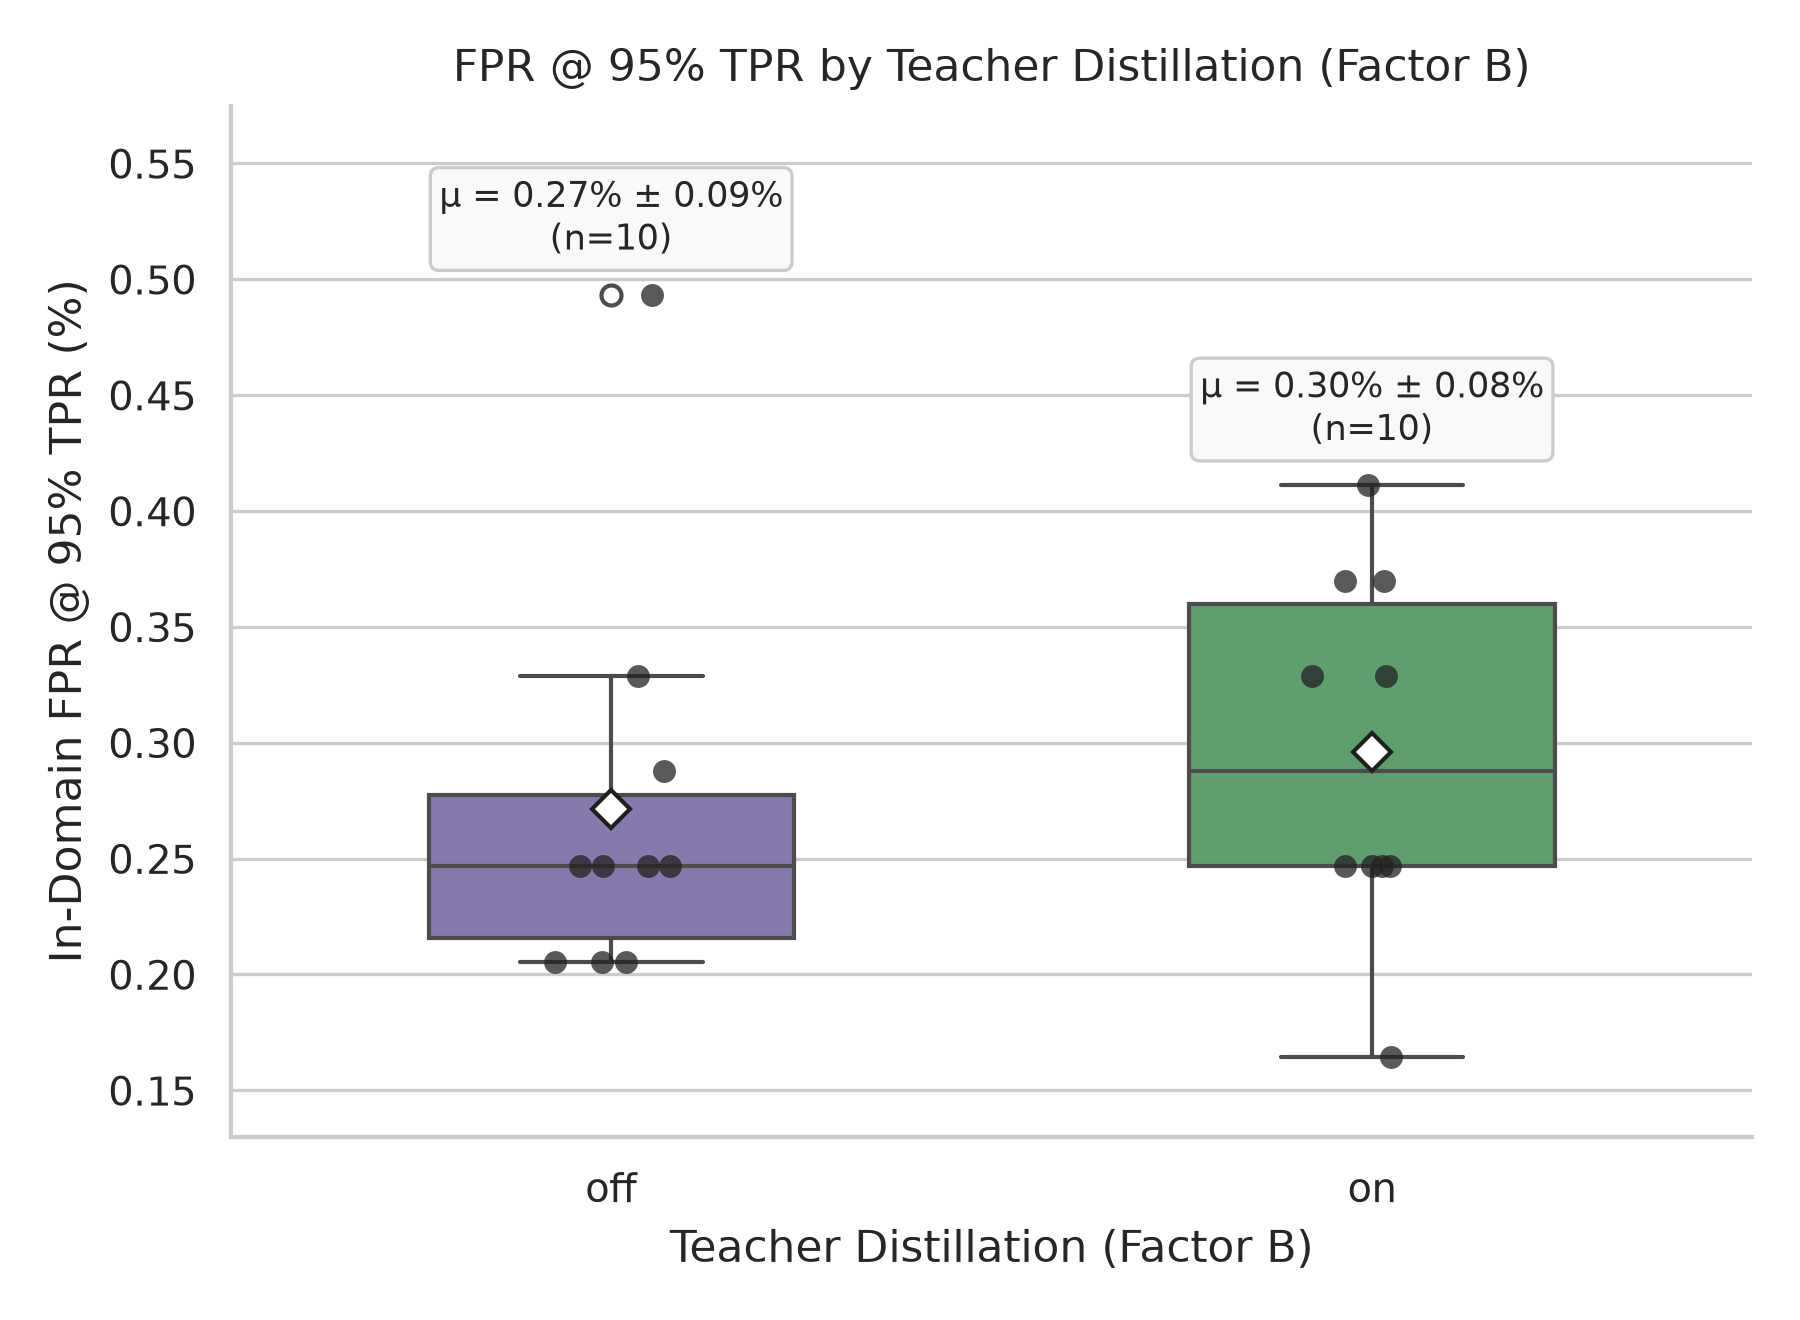 FPR @ 95% TPR by Teacher Distillation (Factor B)
In-Domain FPR @ 95% TPR (%)
0.55
0.50
0.45
0.40
0.35
0.30
0.25
0.20
0.15
μ = 0.27% ± 0.09%
(n=10)
μ = 0.30% ± 0.08%
(n=10)
off
on
Teacher Distillation (Factor B)